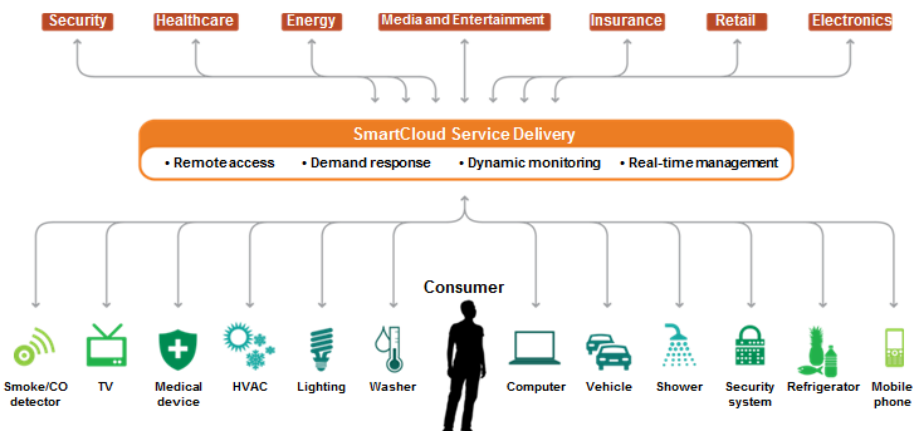 Security Healthcare Energy Media and Entertainment Insurance Retail Electronics
SmartCloud Service Delivery
• Remote access • Demand response • Dynamic monitoring • Real-time management
Consumer
Smoke/CO detector
TV
Medical device
HVAC
Lighting
Washer
Computer
Vehicle
Shower
Security system
Refrigerator
Mobile phone